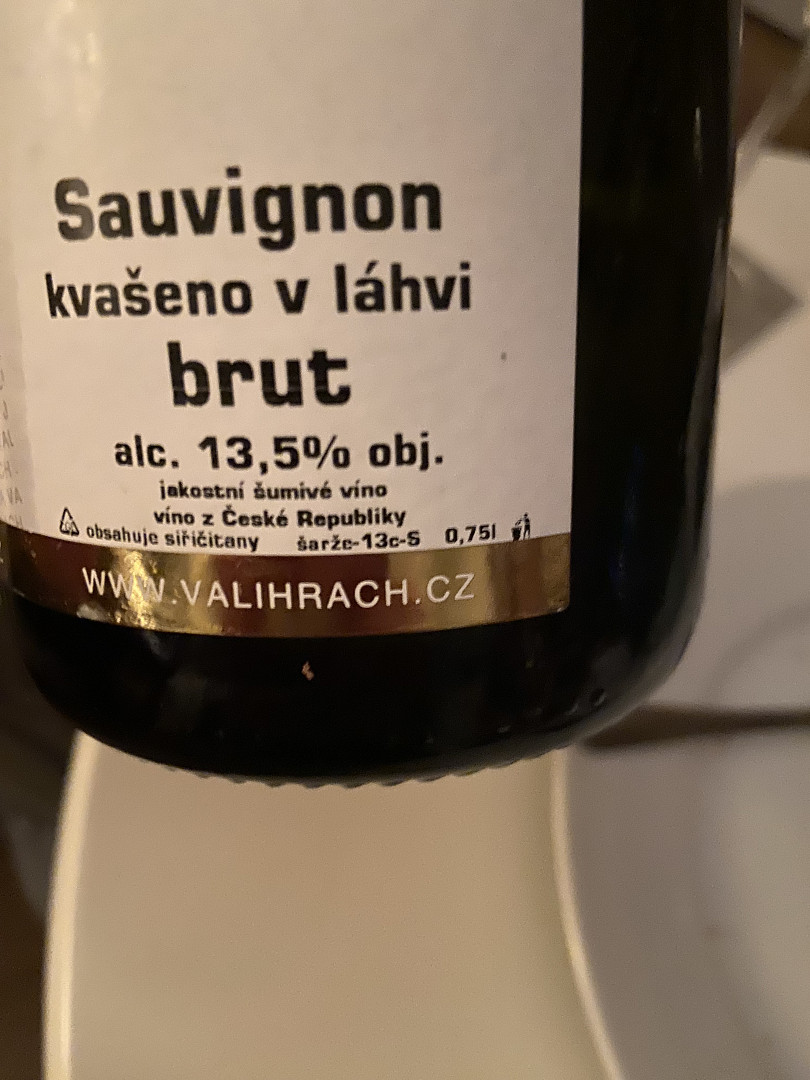 Sauvignon
kvašeno v láhvi
brut
alc. 13,5% obj.
jakostní šumivé víno
víno z České Republiky
obsahuje siřičitany šarže-13c-S 0,75l
WWW.VALIHRACH.CZ